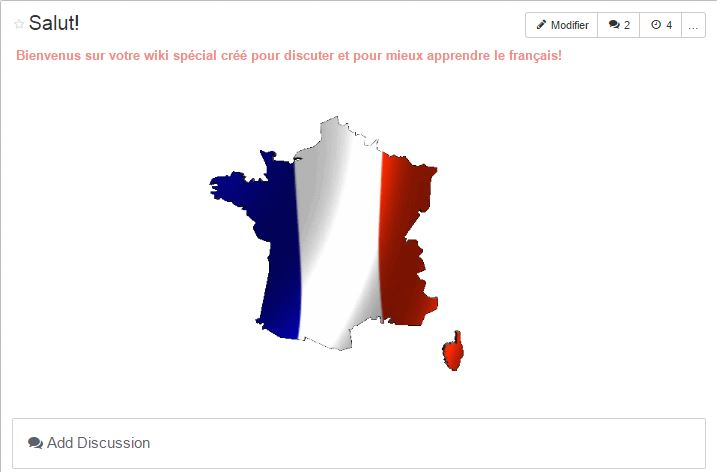 Salut!
Modifier
2
4
...
Bienvenus sur votre wiki spécial créé pour discuter et pour mieux apprendre le français!
Add Discussion